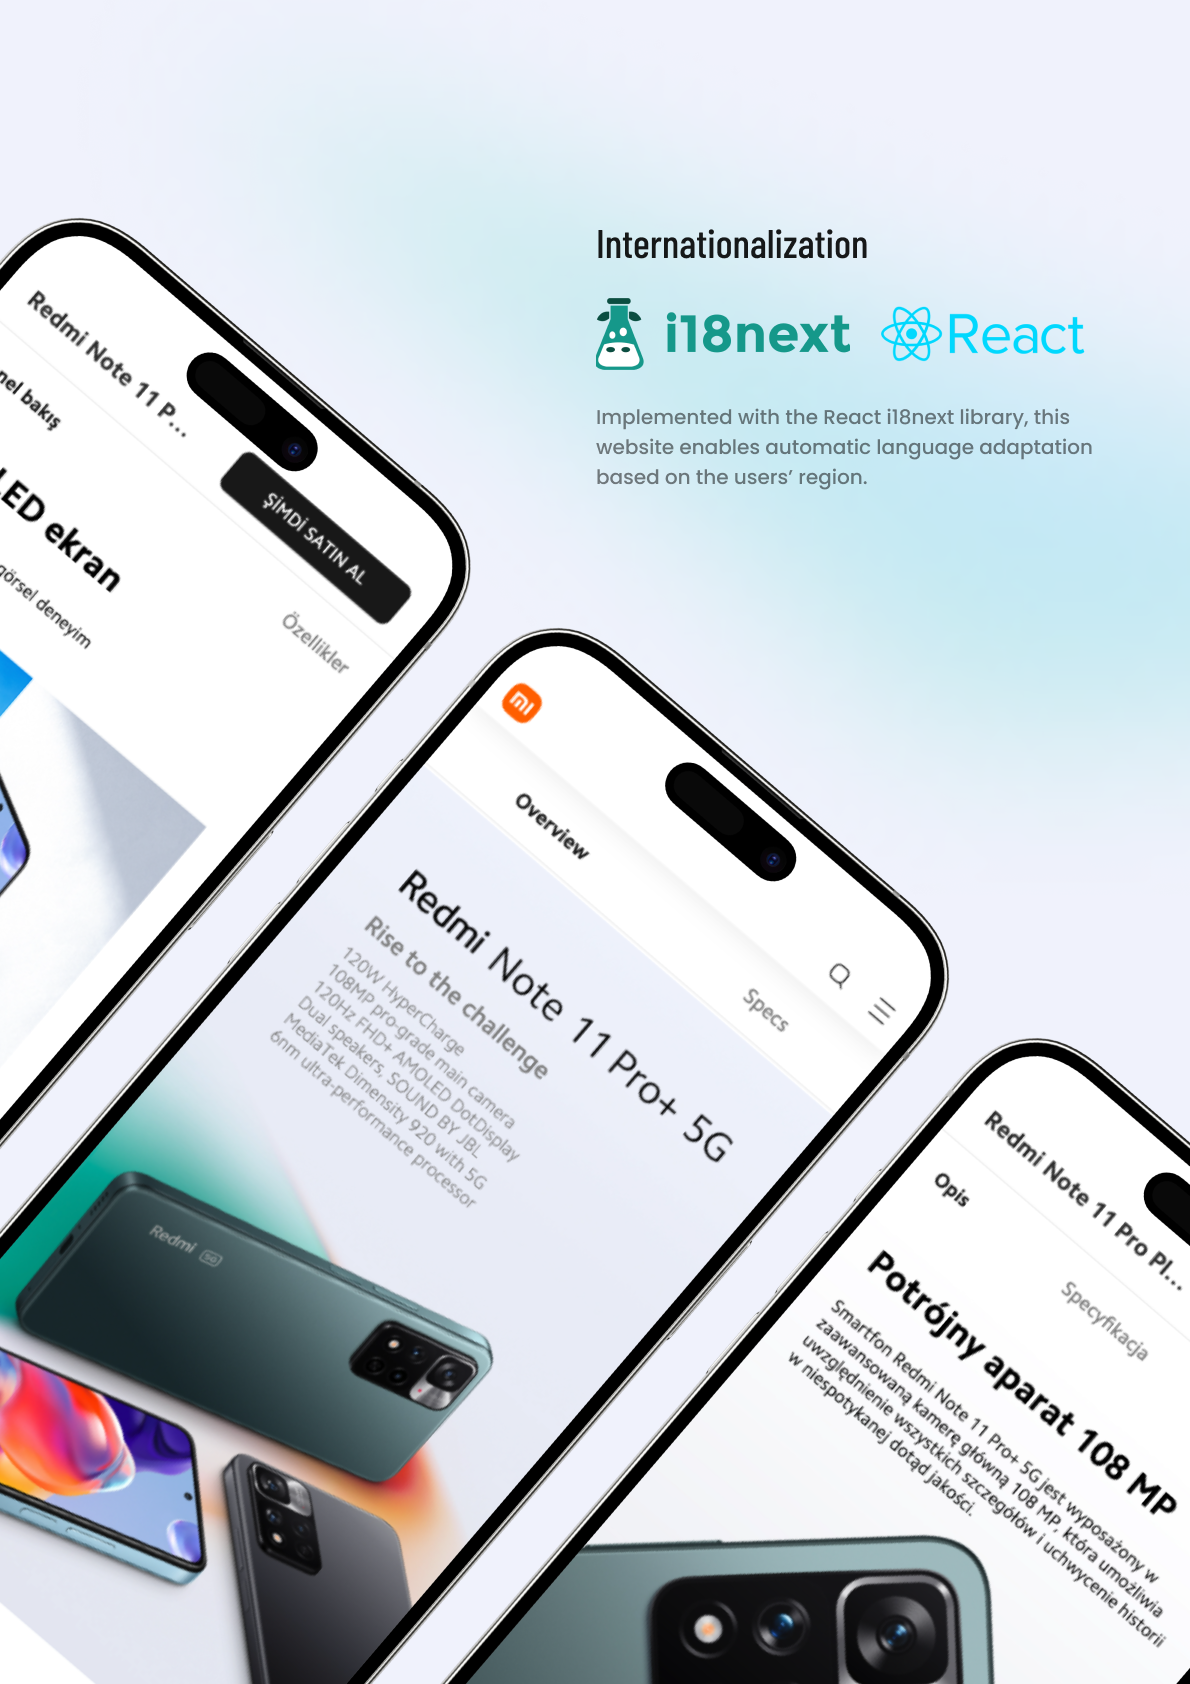 Internationalization
i18next React
Implemented with the React i18next library, this
website enables automatic language adaptation
based on the users’ region.
Redmi Note 11 P...
bakış
ŞİMDİ SATIN AL
Özellikler
ekran
görsel deneyim
Overview
Specs
Redmi Note 11 Pro+ 5G
Rise to the challenge
120W HyperCharge
108MP pro-grade main camera
120Hz FHD+ AMOLED DotDisplay
Dual speakers, SOUND BY JBL
MediaTek Dimensity 920 with 5G
6nm ultra-performance processor
Redmi 5G
Redmi Note 11 Pro Pl...
Opis
Specyfikacja
Potrójny aparat 108 MP
Smartfon Redmi Note 11 Pro+ 5G jest wyposażony w
zaawansowaną kamerę główną 108 MP, która umożliwia
uwzględnienie wszystkich szczegółów i uchwycenie historii
w niespotykanej dotąd jakości.